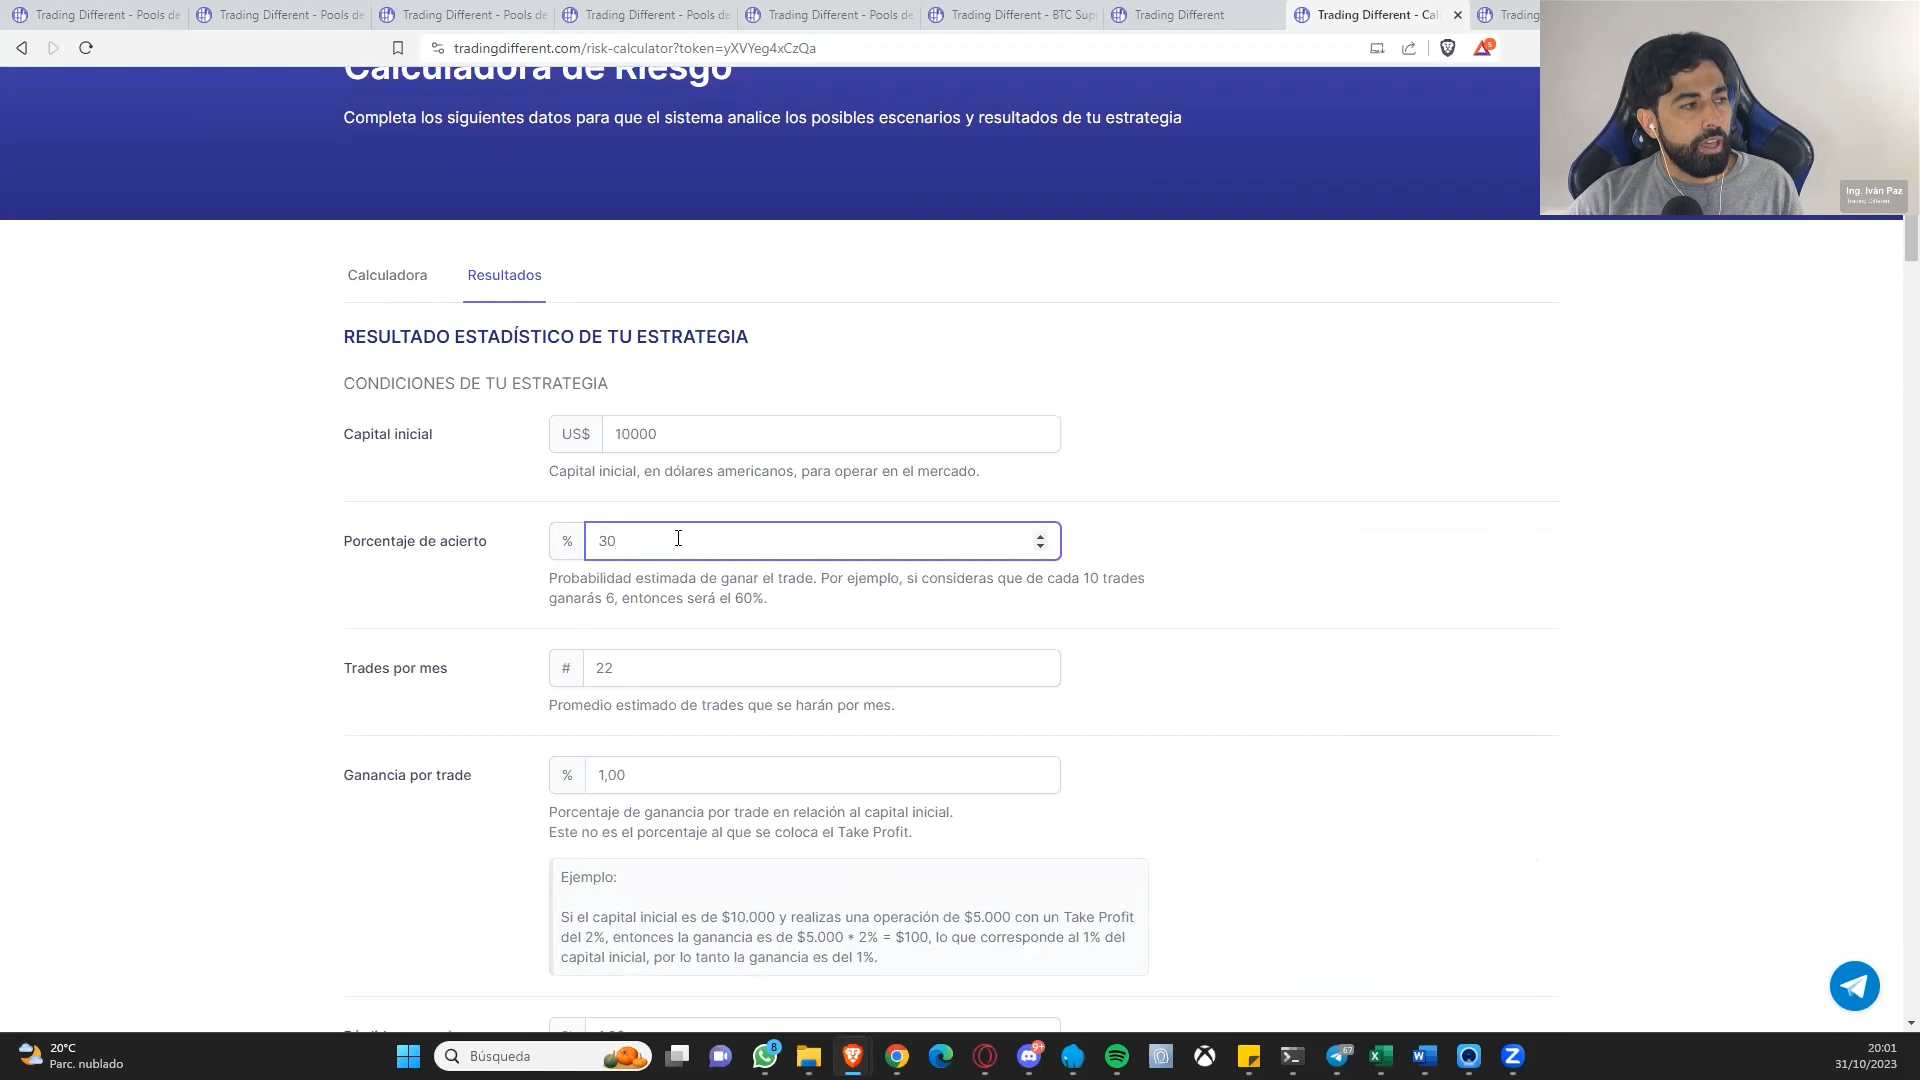 Trading Different - Pools de
Trading Different - Pools de
Trading Different - Pools de
Trading Different - Pools de
Trading Different - Pools de
Trading Different - BTC Sup
Trading Different
Trading Different - Cal
Trading
tradingdifferent.com/risk-calculator?token=yXVYeg4xCzQa
5
Calculadora de Riesgo
Completa los siguientes datos para que el sistema analice los posibles escenarios y resultados de tu estrategia
Ing. Iván Paz
Trading Different
Calculadora
Resultados
RESULTADO ESTADÍSTICO DE TU ESTRATEGIA
CONDICIONES DE TU ESTRATEGIA
Capital inicial
US$ 10000
Capital inicial, en dólares americanos, para operar en el mercado.
Porcentaje de acierto
% 30
Probabilidad estimada de ganar el trade. Por ejemplo, si consideras que de cada 10 trades
ganarás 6, entonces será el 60%.
Trades por mes
# 22
Promedio estimado de trades que se harán por mes.
Ganancia por trade
% 1,00
Porcentaje de ganancia por trade en relación al capital inicial.
Este no es el porcentaje al que se coloca el Take Profit.
Ejemplo:
Si el capital inicial es de $10.000 y realizas una operación de $5.000 con un Take Profit
del 2%, entonces la ganancia es de $5.000 * 2% = $100, lo que corresponde al 1% del
capital inicial, por lo tanto la ganancia es del 1%.
20°C
Parc. nublado
Búsqueda
8
9+
67
20:01
31/10/2023